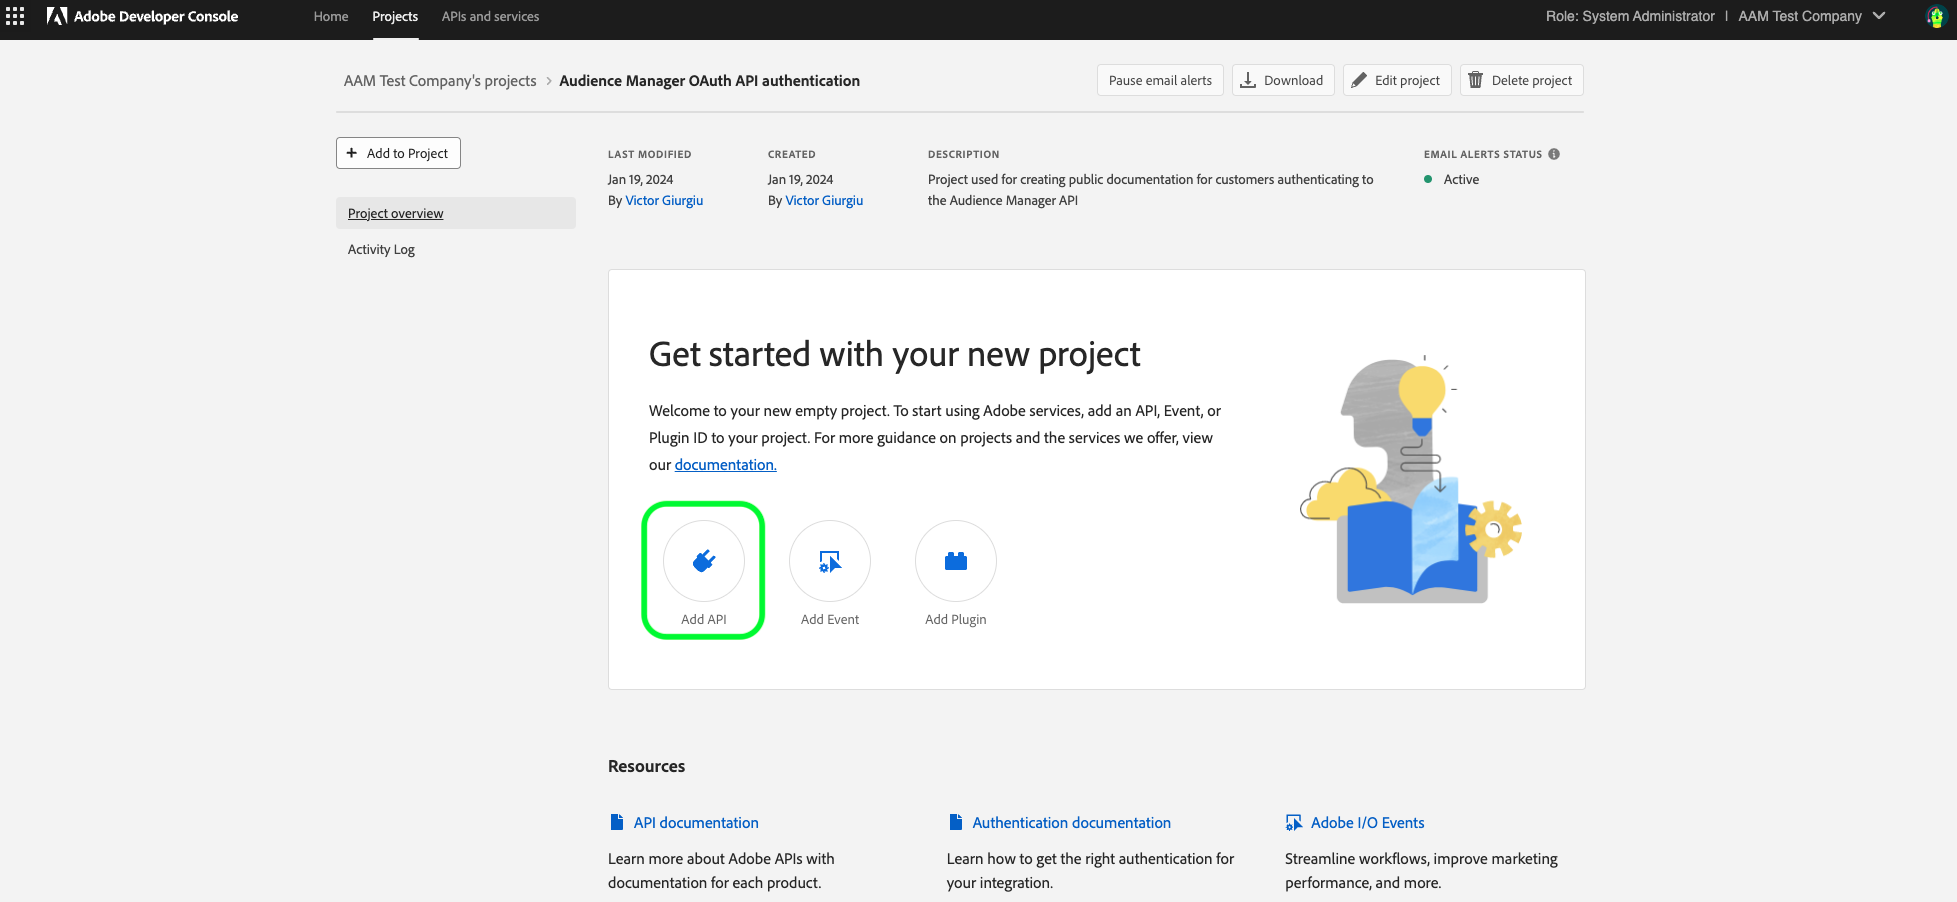 Adobe Developer Console
Home Projects APIs and services
Role: System Administrator | AAM Test Company
AAM Test Company's projects > Audience Manager OAuth API authentication
Pause email alerts Download Edit project Delete project
+ Add to Project
Project overview
Activity Log
LAST MODIFIED
Jan 19, 2024
By Victor Giurgiu
CREATED
Jan 19, 2024
By Victor Giurgiu
DESCRIPTION
Project used for creating public documentation for customers authenticating to
the Audience Manager API
EMAIL ALERTS STATUS
Active
Get started with your new project
Welcome to your new empty project. To start using Adobe services, add an API, Event, or
Plugin ID to your project. For more guidance on projects and the services we offer, view
our documentation.
Add API
Add Event
Add Plugin
Resources
API documentation
Learn more about Adobe APIs with
documentation for each product.
Authentication documentation
Learn how to get the right authentication for
your integration.
Adobe I/O Events
Streamline workflows, improve marketing
performance, and more.